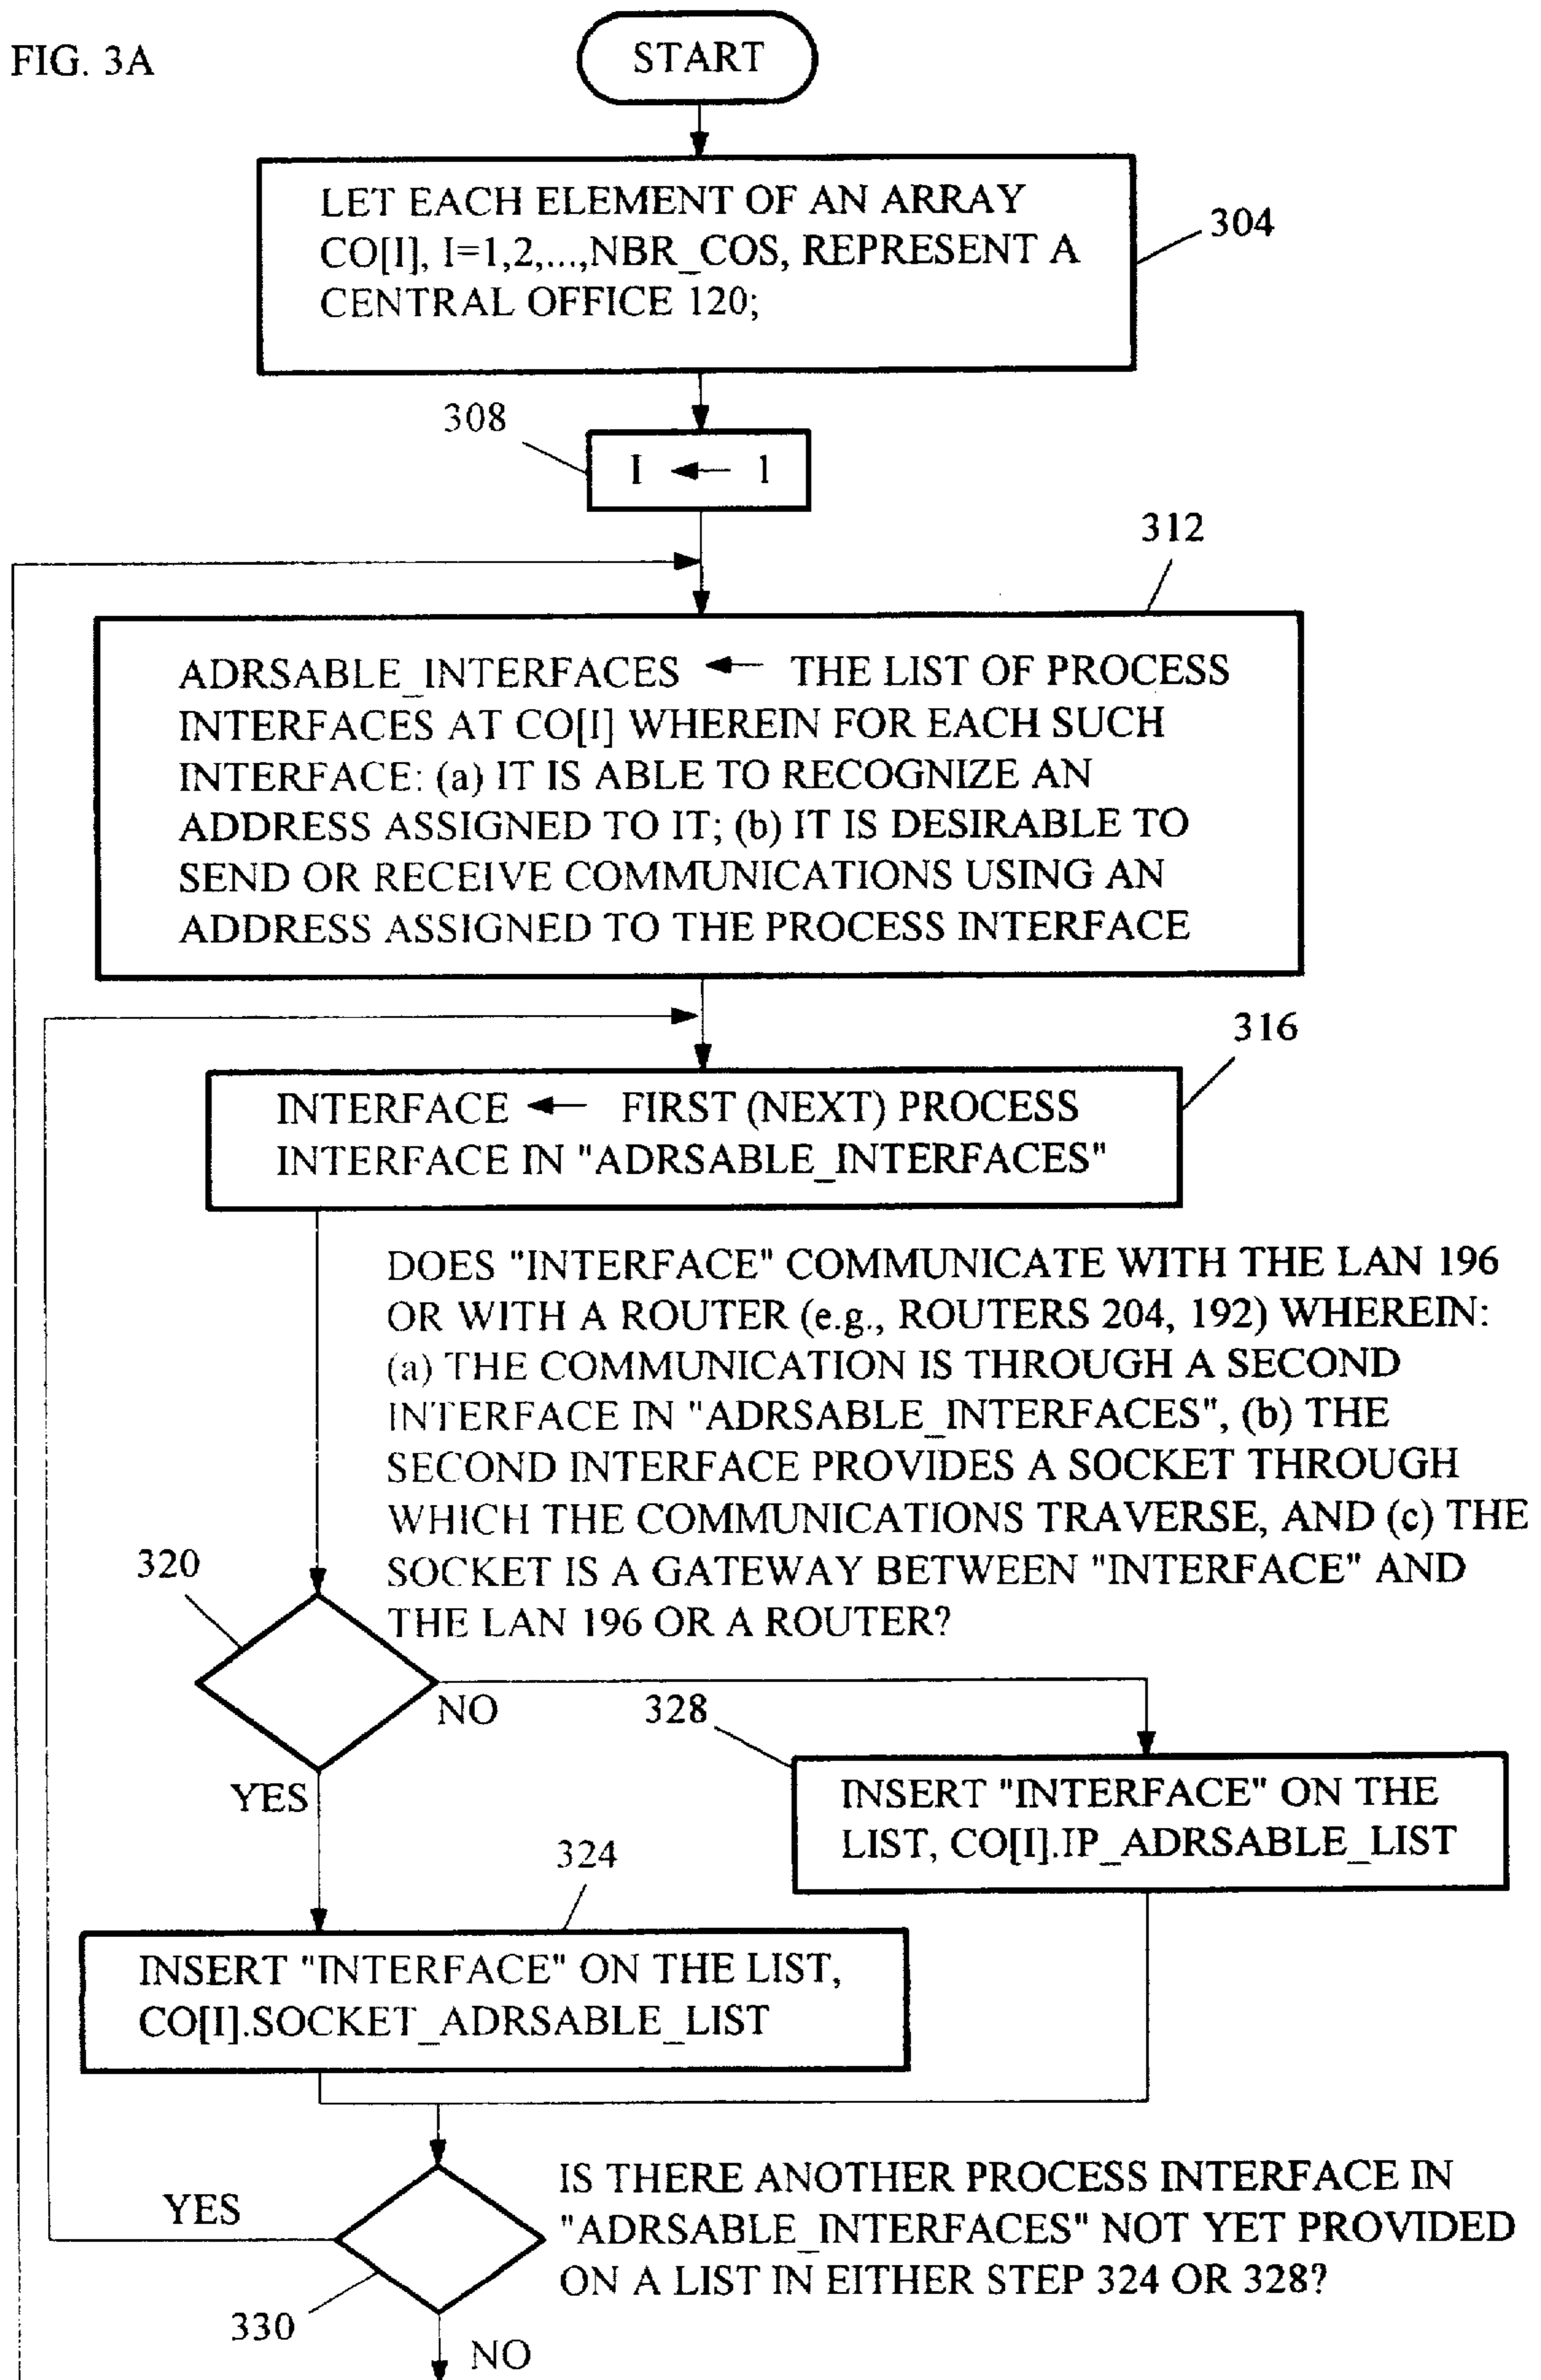 FIG. 3A
START
LET EACH ELEMENT OF AN ARRAY
CO[I], I=1,2,...,NBR_COS, REPRESENT A
CENTRAL OFFICE 120;
304
308
I ← 1
312
ADRSABLE_INTERFACES ← THE LIST OF PROCESS
INTERFACES AT CO[I] WHEREIN FOR EACH SUCH
INTERFACE: (a) IT IS ABLE TO RECOGNIZE AN
ADDRESS ASSIGNED TO IT; (b) IT IS DESIRABLE TO
SEND OR RECEIVE COMMUNICATIONS USING AN
ADDRESS ASSIGNED TO THE PROCESS INTERFACE
316
INTERFACE ← FIRST (NEXT) PROCESS
INTERFACE IN "ADRSABLE_INTERFACES"
DOES "INTERFACE" COMMUNICATE WITH THE LAN 196
OR WITH A ROUTER (e.g., ROUTERS 204, 192) WHEREIN:
(a) THE COMMUNICATION IS THROUGH A SECOND
INTERFACE IN "ADRSABLE_INTERFACES", (b) THE
SECOND INTERFACE PROVIDES A SOCKET THROUGH
WHICH THE COMMUNICATIONS TRAVERSE, AND (c) THE
SOCKET IS A GATEWAY BETWEEN "INTERFACE" AND
THE LAN 196 OR A ROUTER?
320
NO
328
YES
INSERT "INTERFACE" ON THE
LIST, CO[I].IP_ADRSABLE_LIST
324
INSERT "INTERFACE" ON THE LIST,
CO[I].SOCKET_ADRSABLE_LIST
YES
IS THERE ANOTHER PROCESS INTERFACE IN
"ADRSABLE_INTERFACES" NOT YET PROVIDED
ON A LIST IN EITHER STEP 324 OR 328?
330
NO